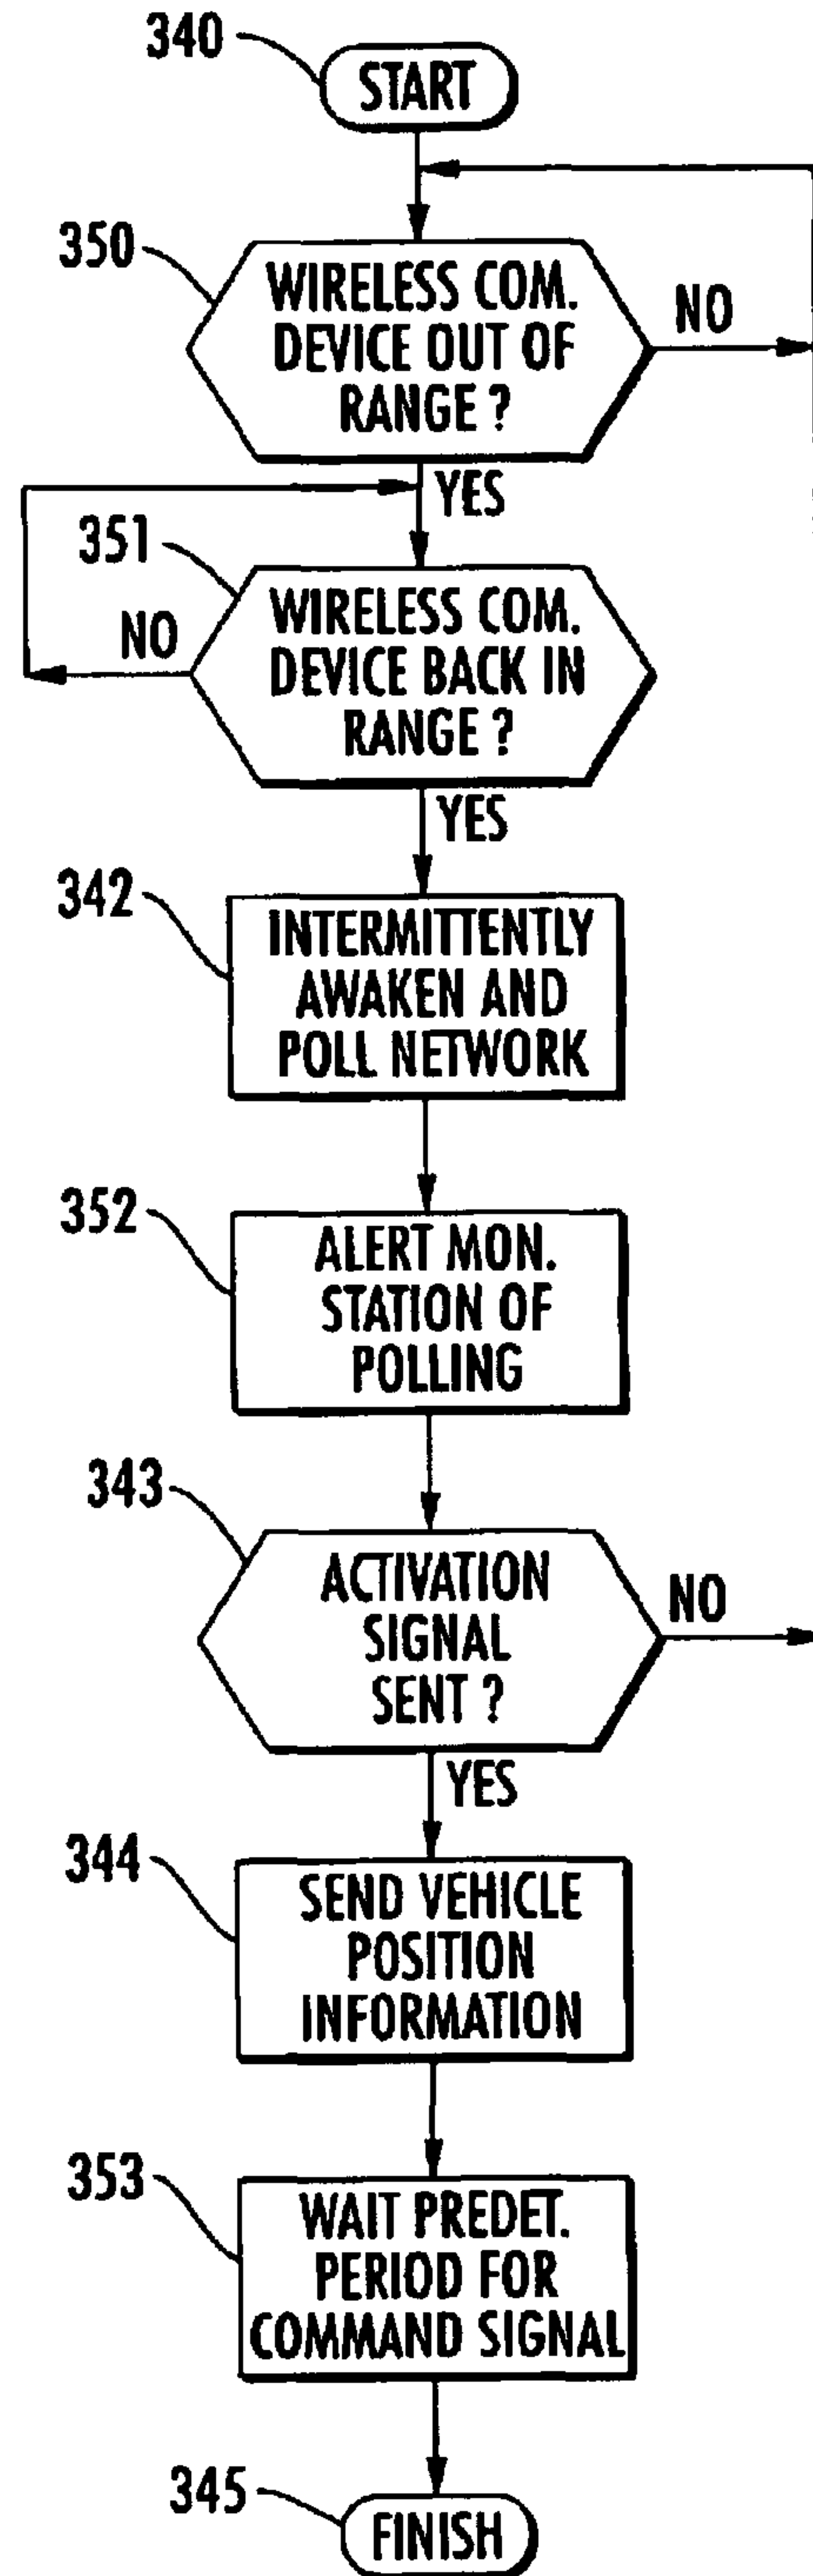 340
START
350
WIRELESS COM.
DEVICE OUT OF
RANGE ?
NO
YES
351
WIRELESS COM.
DEVICE BACK IN
RANGE ?
NO
YES
342
INTERMITTENTLY
AWAKEN AND
POLL NETWORK
352
ALERT MON.
STATION OF
POLLING
343
ACTIVATION
SIGNAL
SENT ?
NO
YES
344
SEND VEHICLE
POSITION
INFORMATION
353
WAIT PREDET.
PERIOD FOR
COMMAND SIGNAL
345
FINISH